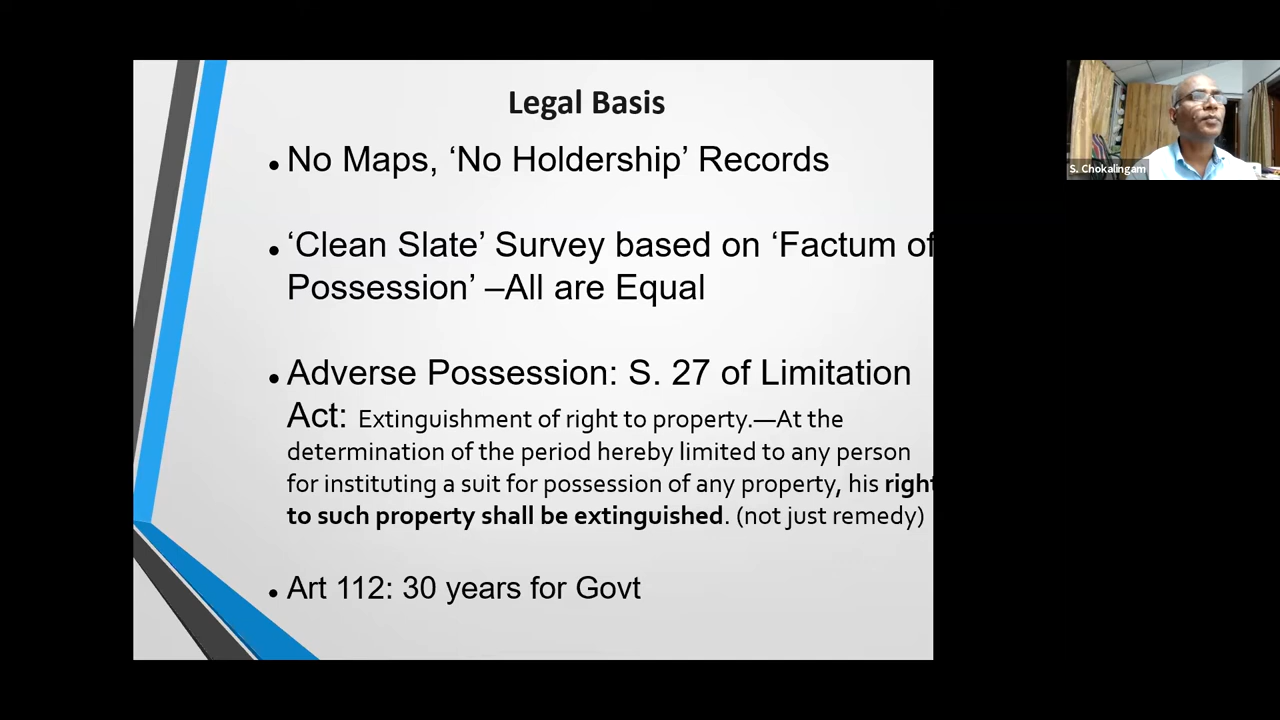 Legal Basis
• No Maps, ‘No Holdership’ Records
• ‘Clean Slate’ Survey based on ‘Factum of
Possession’ –All are Equal
• Adverse Possession: S. 27 of Limitation
Act: Extinguishment of right to property.—At the
determination of the period hereby limited to any person
for instituting a suit for possession of any property, his right
to such property shall be extinguished. (not just remedy)
• Art 112: 30 years for Govt
S. Chokalingam